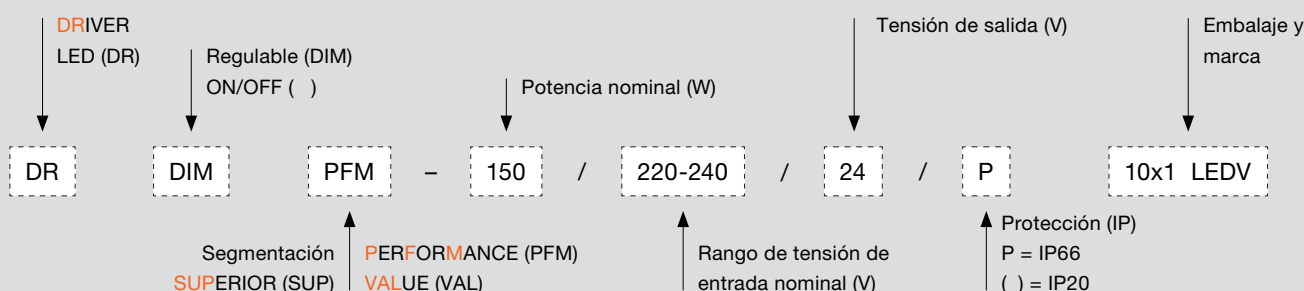 DRIVER
LED (DR)
Regulable (DIM)
ON/OFF ( )
Potencia nominal (W)
Tensión de salida (V)
Embalaje y
marca
DR DIM PFM – 150 / 220-240 / 24 / P 10x1 LEDV
Segmentación
SUPERIOR (SUP)
PERFORMANCE (PFM)
VALUE (VAL)
Rango de tensión de
entrada nominal (V)
Protección (IP)
P = IP66
( ) = IP20